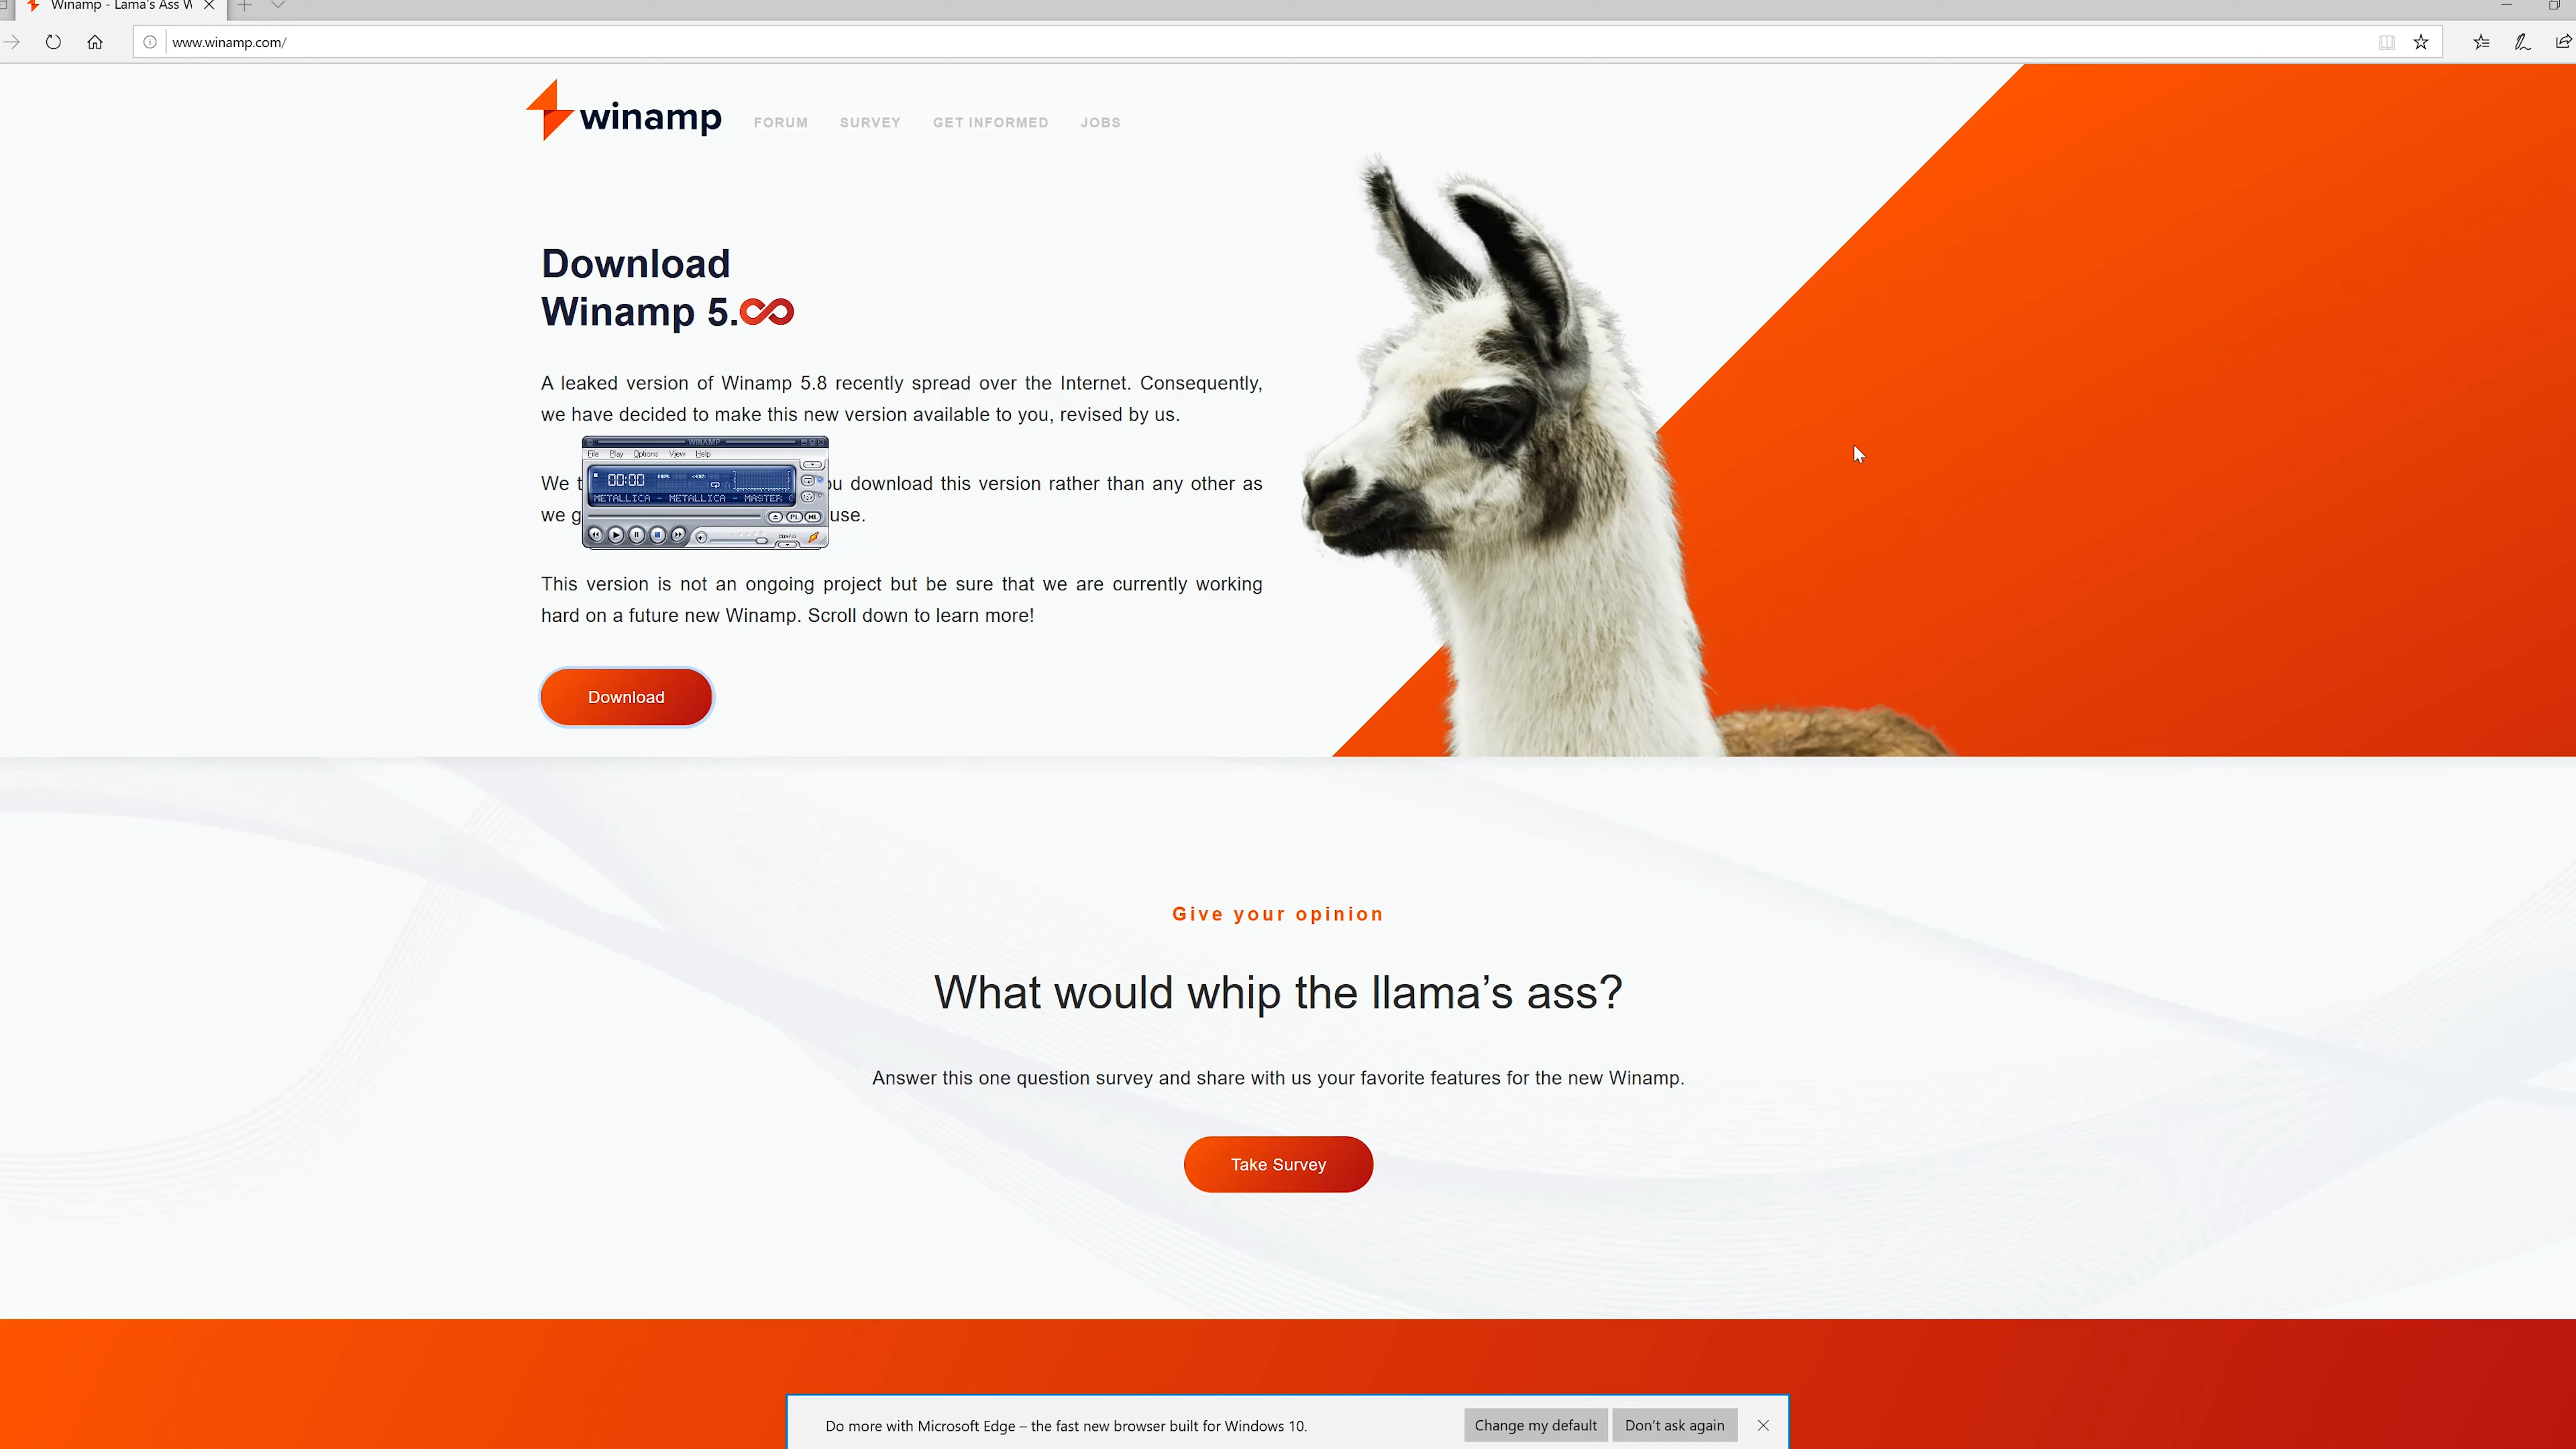 Winamp - Lama's Ass W
www.winamp.com/
winamp
FORUM SURVEY GET INFORMED JOBS
Download
Winamp 5.∞
A leaked version of Winamp 5.8 recently spread over the Internet. Consequently,
we have decided to make this new version available to you, revised by us.
WINAMP
File Play Options View Help
00:00
METALLICA - METALLICA - MASTER
PL ML
CONFIG
We t u download this version rather than any other as
we g use.
This version is not an ongoing project but be sure that we are currently working
hard on a future new Winamp. Scroll down to learn more!
Download
Give your opinion
What would whip the llama’s ass?
Answer this one question survey and share with us your favorite features for the new Winamp.
Take Survey
Do more with Microsoft Edge – the fast new browser built for Windows 10.
Change my default Don't ask again